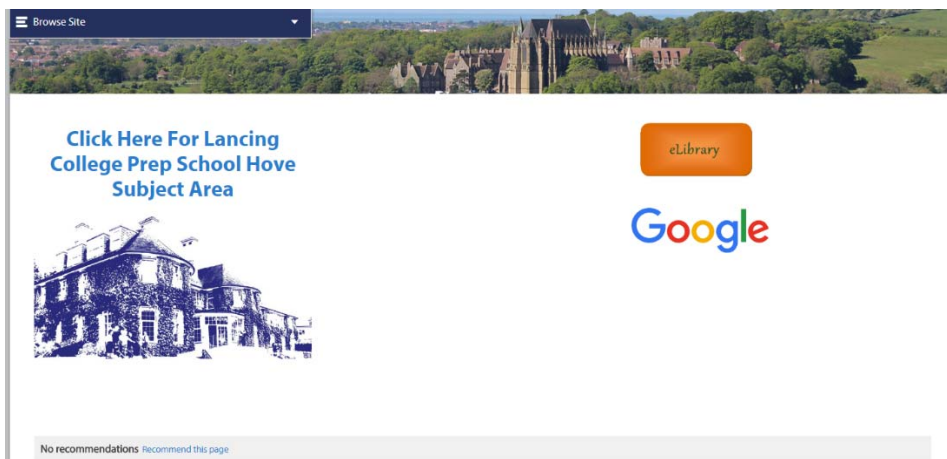 Browse Site
Click Here For Lancing
College Prep School Hove
Subject Area
eLibrary
Google
No recommendations Recommend this page